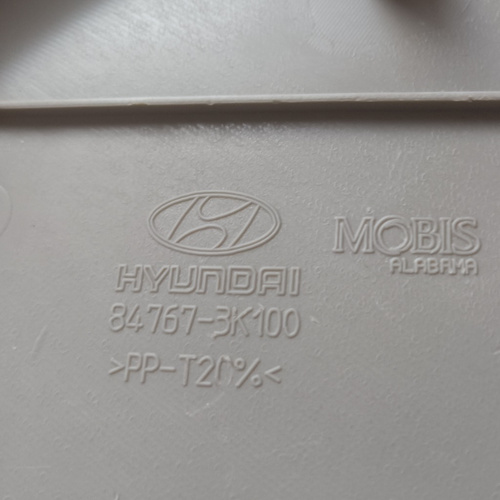 HYUNDAI
MOBIS
ALABAMA
84767-3K100
>PP-T20%<